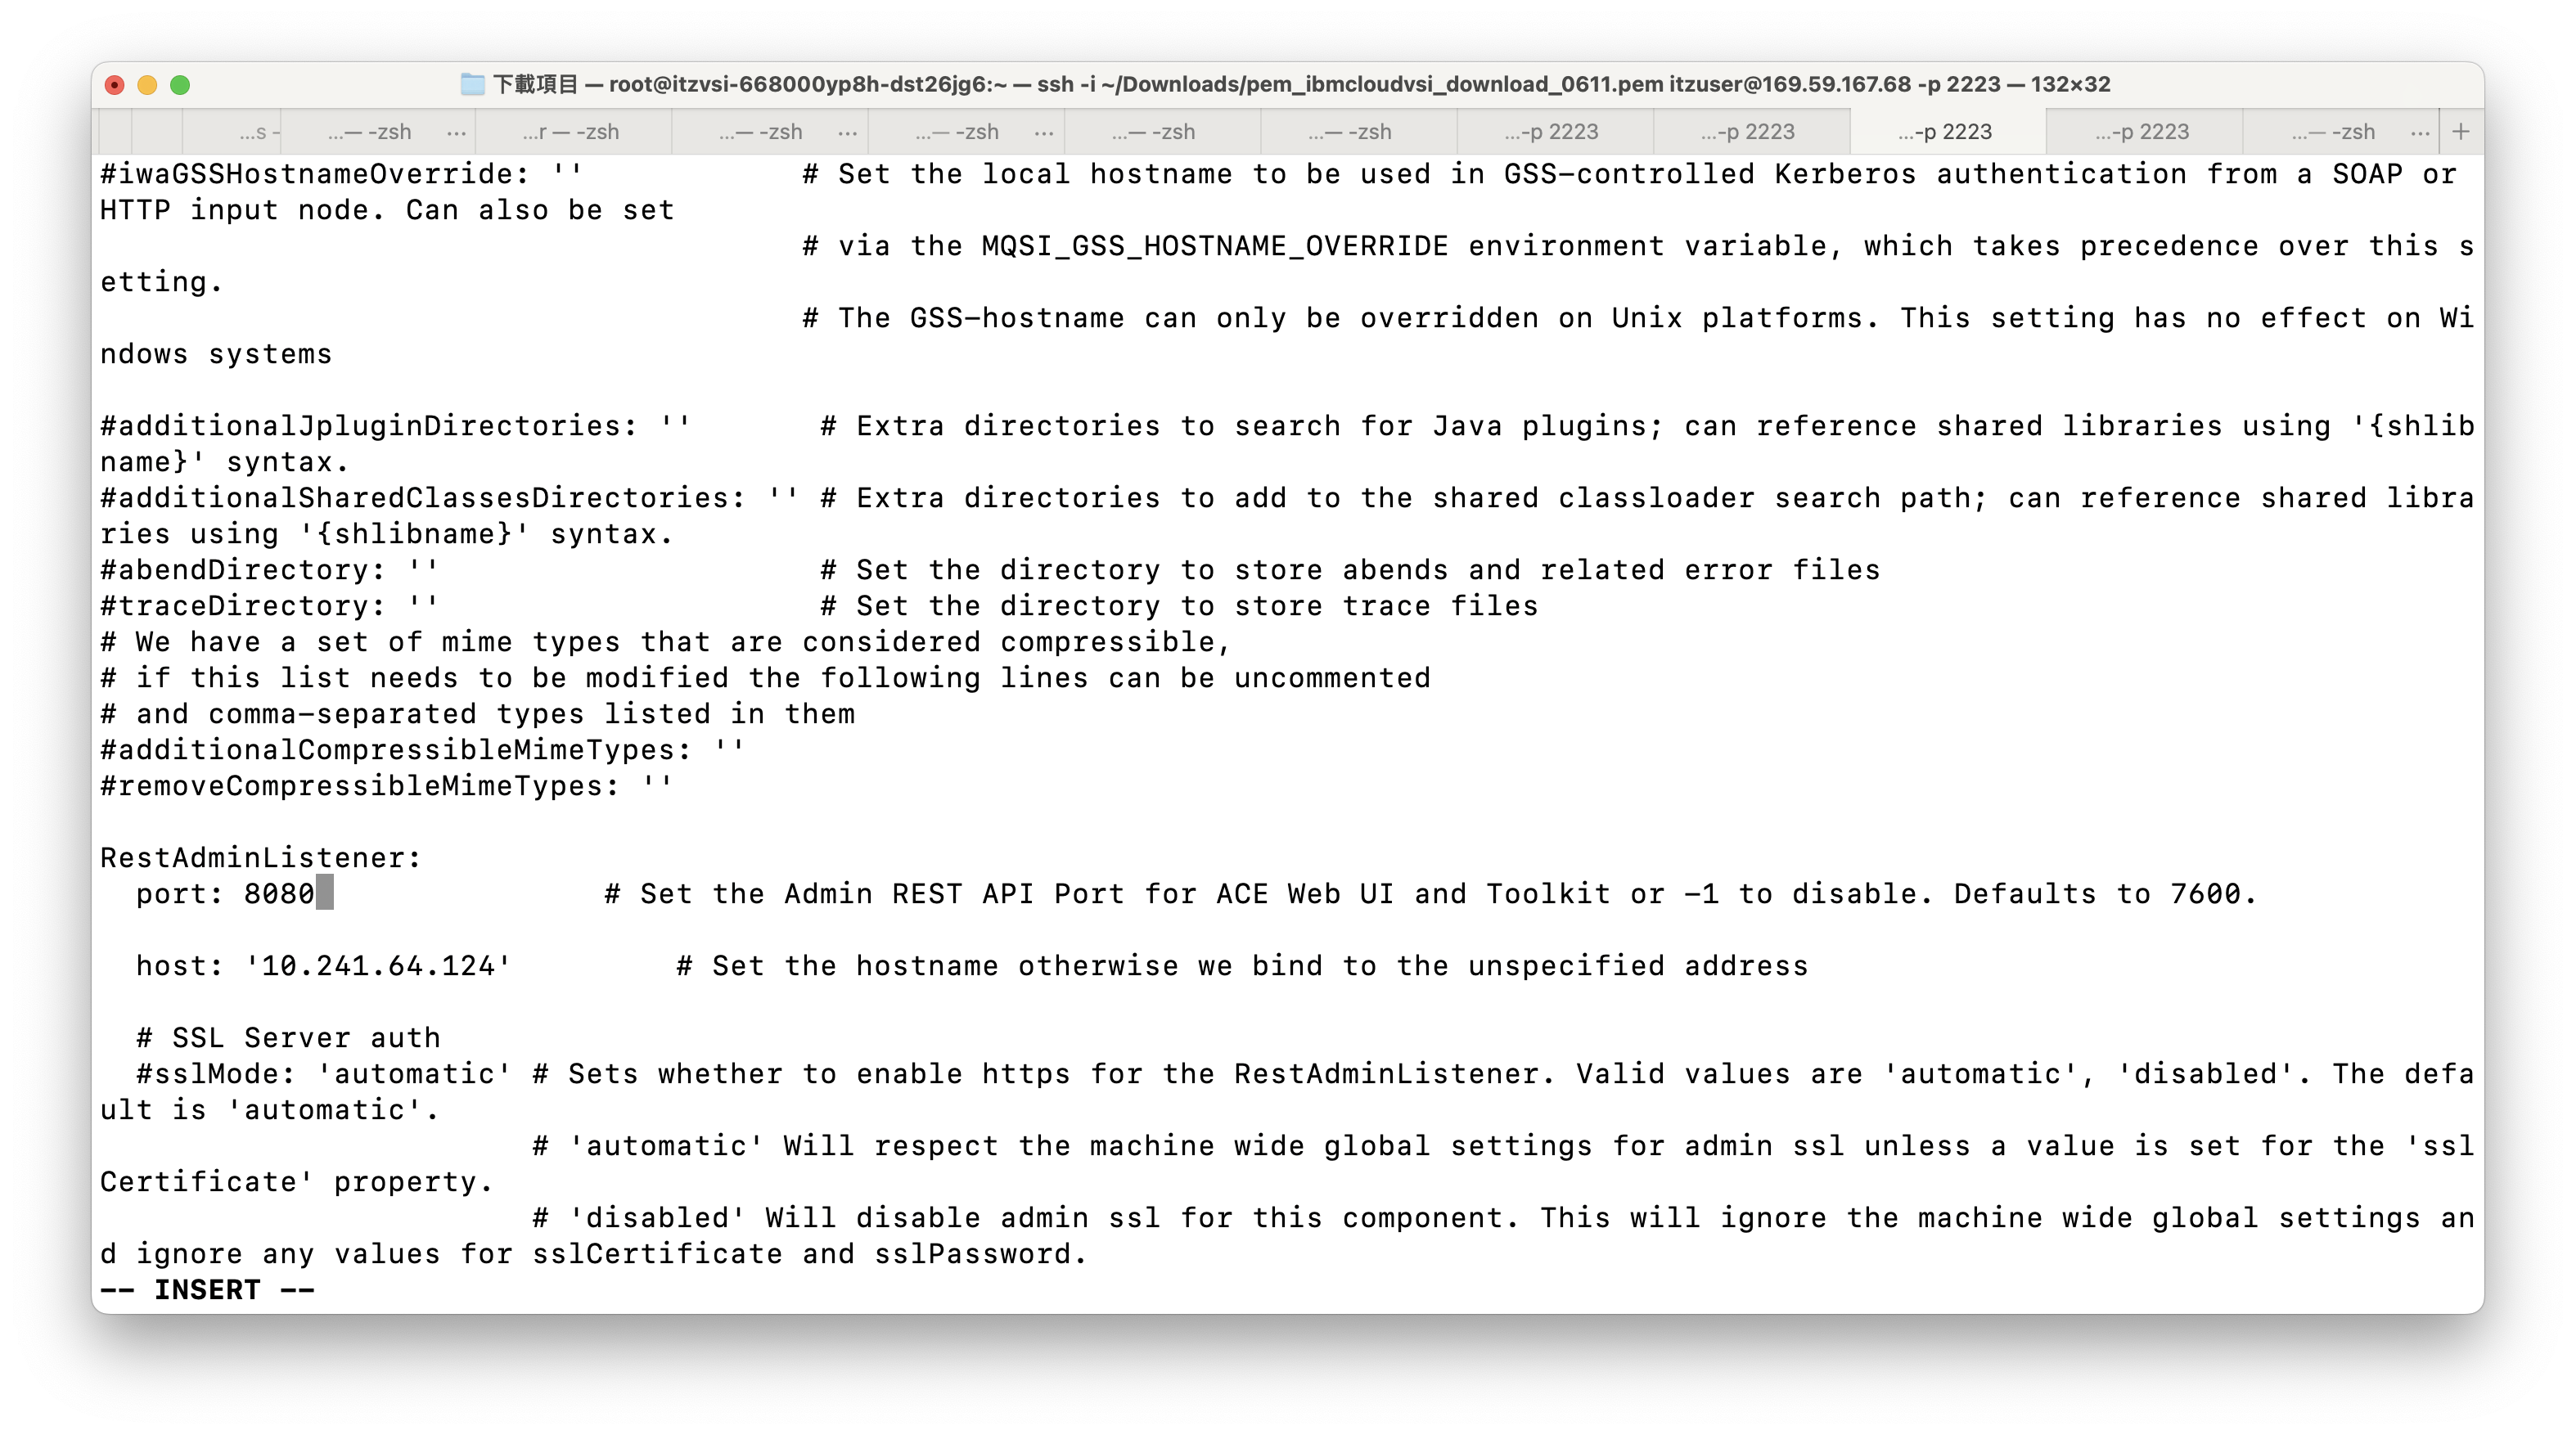 下載項目 — root@itzvsi-668000yp8h-dst26jg6:~ — ssh -i ~/Downloads/pem_ibmcloudvsi_download_0611.pem itzuser@169.59.167.68 -p 2223 — 132×32
...s - ...— -zsh ... ...r — -zsh ...— -zsh ... ...— -zsh ... ...— -zsh ...— -zsh ...-p 2223 ...-p 2223 ...-p 2223 ...-p 2223 ...— -zsh ... +
#iwaGSSHostnameOverride: ''            # Set the local hostname to be used in GSS-controlled Kerberos authentication from a SOAP or
HTTP input node. Can also be set
                                       # via the MQSI_GSS_HOSTNAME_OVERRIDE environment variable, which takes precedence over this s
etting.
                                       # The GSS-hostname can only be overridden on Unix platforms. This setting has no effect on Wi
ndows systems
#additionalJpluginDirectories: ''       # Extra directories to search for Java plugins; can reference shared libraries using '{shlib
name}' syntax.
#additionalSharedClassesDirectories: '' # Extra directories to add to the shared classloader search path; can reference shared libra
ries using '{shlibname}' syntax.
#abendDirectory: ''                     # Set the directory to store abends and related error files
#traceDirectory: ''                     # Set the directory to store trace files
# We have a set of mime types that are considered compressible,
# if this list needs to be modified the following lines can be uncommented
# and comma-separated types listed in them
#additionalCompressibleMimeTypes: ''
#removeCompressibleMimeTypes: ''
RestAdminListener:
  port: 8080                # Set the Admin REST API Port for ACE Web UI and Toolkit or -1 to disable. Defaults to 7600.
  host: '10.241.64.124'         # Set the hostname otherwise we bind to the unspecified address
  # SSL Server auth
  #sslMode: 'automatic' # Sets whether to enable https for the RestAdminListener. Valid values are 'automatic', 'disabled'. The defa
ult is 'automatic'.
                        # 'automatic' Will respect the machine wide global settings for admin ssl unless a value is set for the 'ssl
Certificate' property.
                        # 'disabled' Will disable admin ssl for this component. This will ignore the machine wide global settings an
d ignore any values for sslCertificate and sslPassword.
-- INSERT --